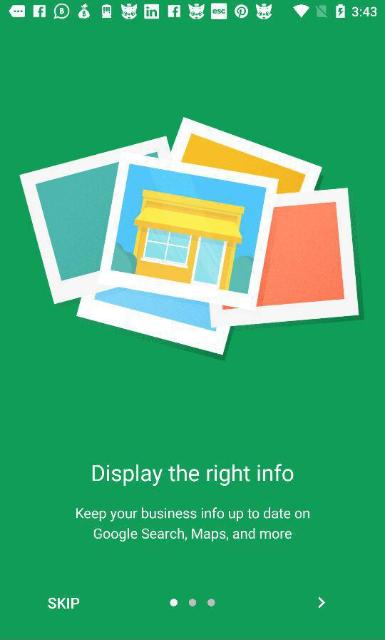 esc 3:43
Display the right info
Keep your business info up to date on
Google Search, Maps, and more
SKIP